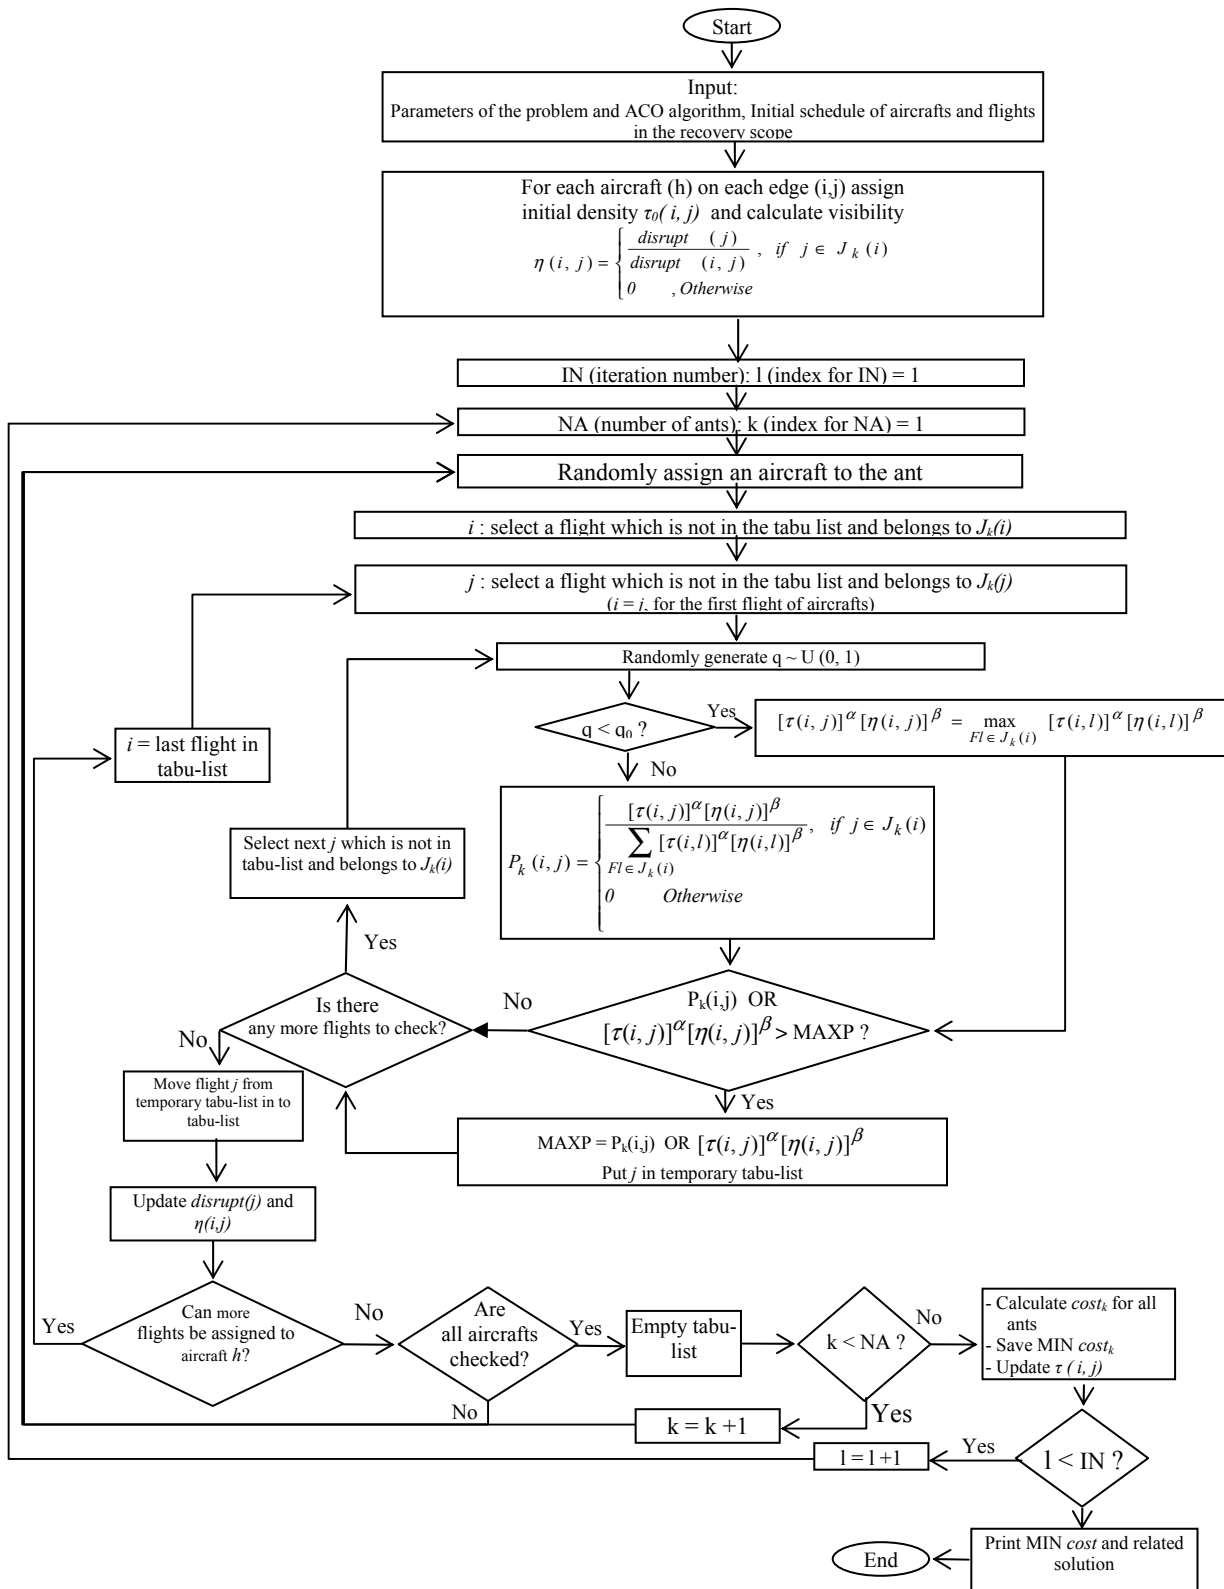 Start
Input:
Parameters of the problem and ACO algorithm, Initial schedule of aircrafts and flights
in the recovery scope
For each aircraft (h) on each edge (i,j) assign
initial density τ0( i, j) and calculate visibility
η (i, j) = { disrupt (j) / disrupt (i, j) , if j ∈ J k (i)
0 , Otherwise
IN (iteration number): l (index for IN) = 1
NA (number of ants): k (index for NA) = 1
Randomly assign an aircraft to the ant
i : select a flight which is not in the tabu list and belongs to Jk(i)
j : select a flight which is not in the tabu list and belongs to Jk(j)
(i = j, for the first flight of aircrafts)
Randomly generate q ~ U (0, 1)
q < q0 ?
Yes
[τ(i, j)]^α [η(i, j)]^β = max Fl ∈ J k (i) [τ(i,l)]^α [η(i,l)]^β
i = last flight in
tabu-list
No
P k (i, j) = { [τ(i, j)]^α [η(i, j)]^β / ∑ Fl ∈ J k (i) [τ(i,l)]^α [η(i,l)]^β , if j ∈ J k (i)
0 Otherwise
Select next j which is not in
tabu-list and belongs to Jk(i)
Yes
Is there
any more flights to check?
No
Pk(i,j) OR
[τ(i, j)]^α [η(i, j)]^β > MAXP ?
No
Yes
Move flight j from
temporary tabu-list in to
tabu-list
MAXP = Pk(i,j) OR [τ(i, j)]^α [η(i, j)]^β
Put j in temporary tabu-list
Update disrupt(j) and
η(i,j)
Can more
flights be assigned to
aircraft h?
Yes
No
Are
all aircrafts
checked?
Yes
No
Empty tabu-
list
k < NA ?
No
Yes
- Calculate costk for all
ants
- Save MIN costk
- Update τ ( i, j)
k = k +1
l = l +1
Yes
l < IN ?
Print MIN cost and related
solution
End